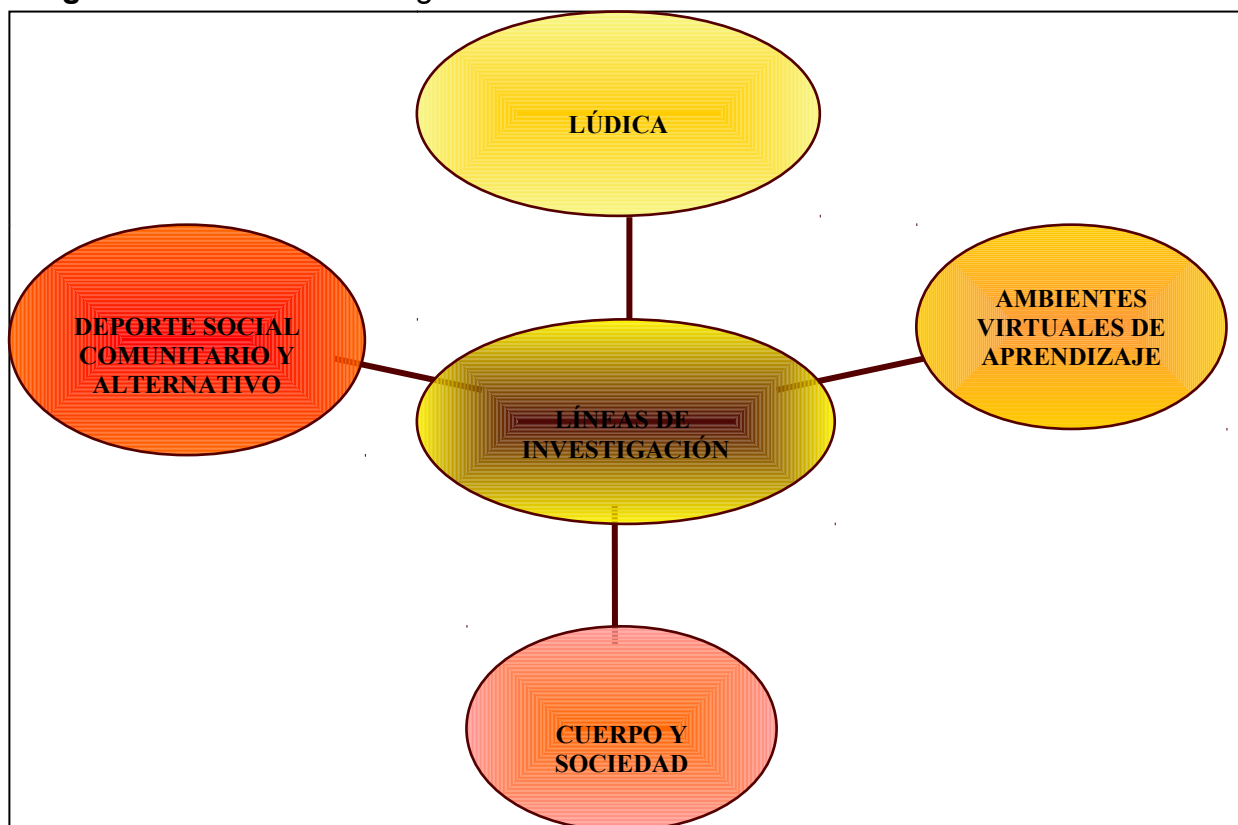 LÚDICA
DEPORTE SOCIAL
COMUNITARIO Y
ALTERNATIVO
AMBIENTES
VIRTUALES DE
APRENDIZAJE
LÍNEAS DE
INVESTIGACIÓN
CUERPO Y
SOCIEDAD